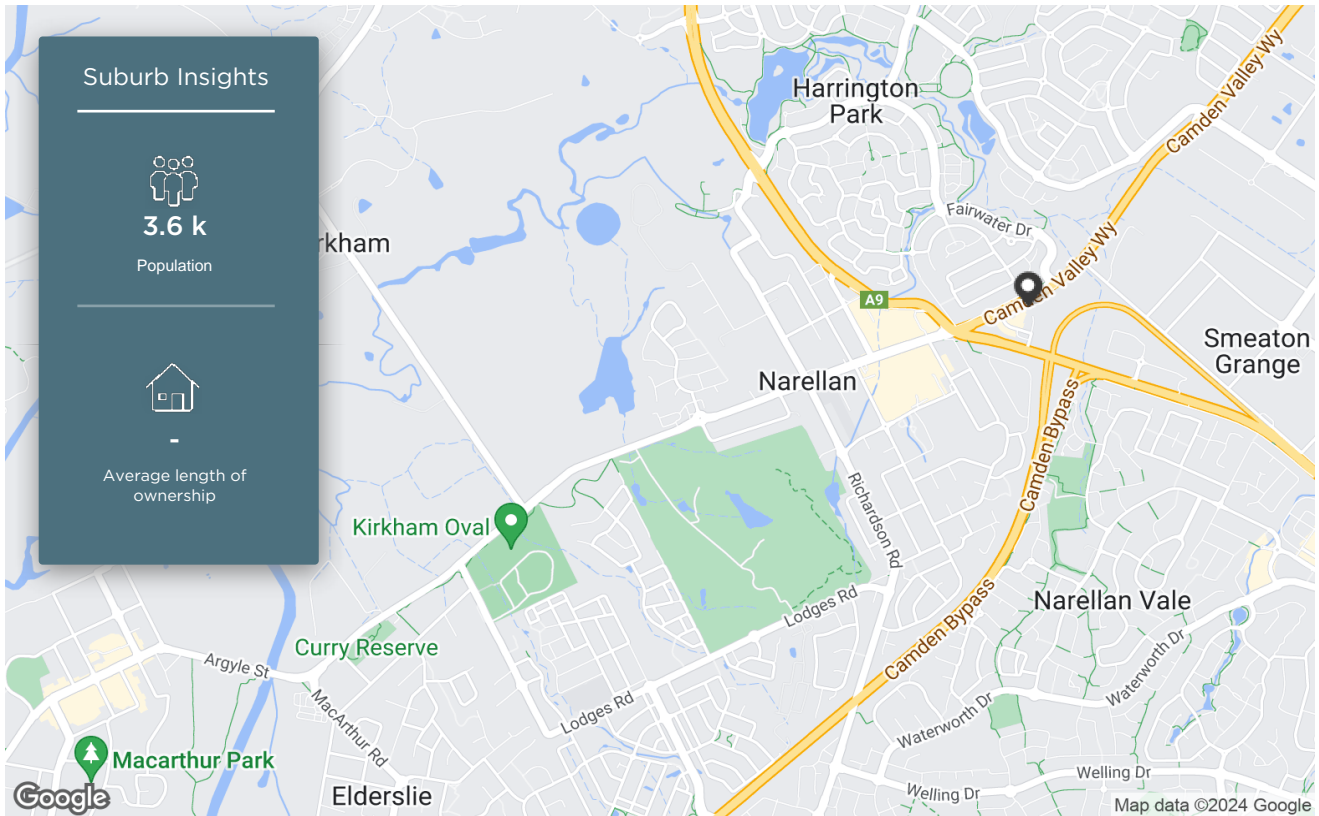 Suburb Insights
3.6 k
Population
-
Average length of
ownership
Harrington
Park
Camden Valley Wy
Fairwater Dr
rkham
Camden Valley Wy
A9
Smeaton
Grange
Narellan
Camden Bypass
Richardson Rd
Kirkham Oval
Narellan Vale
Lodges Rd
Camden Bypass
Curry Reserve
Waterworth Dr
Argyle St
MacArthur Rd
Lodges Rd
Waterworth Dr
Macarthur Park
Welling Dr
Welling Dr
Elderslie
Google
Map data ©2024 Google